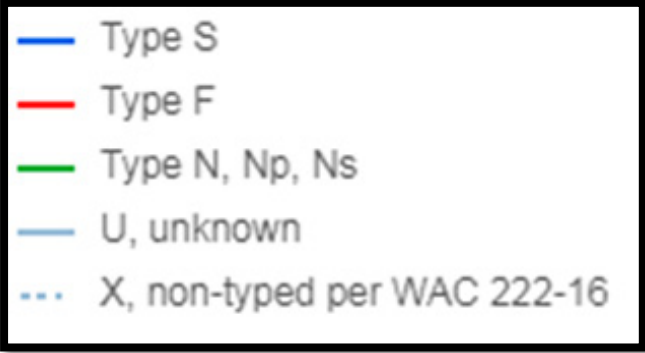 Type S
Type F
Type N, Np, Ns
U, unknown
X, non-typed per WAC 222-16